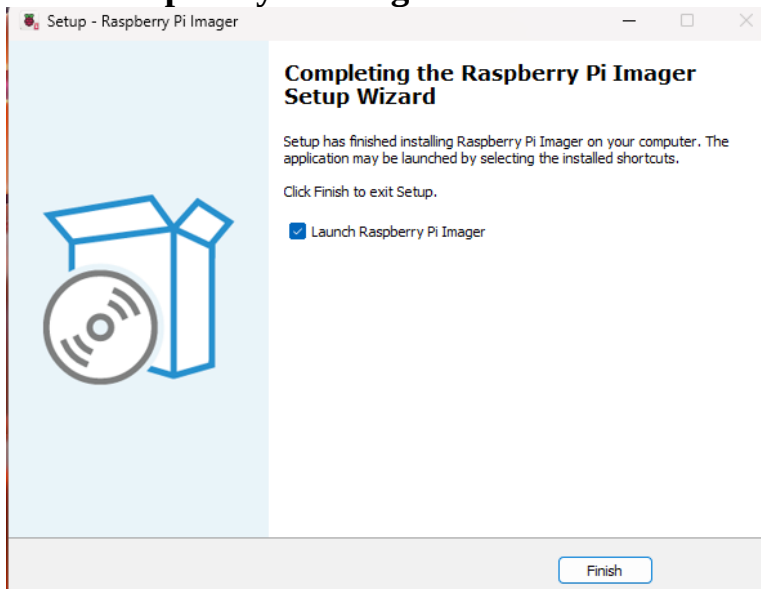 Setup - Raspberry Pi Imager
Completing the Raspberry Pi Imager
Setup Wizard
Setup has finished installing Raspberry Pi Imager on your computer. The
application may be launched by selecting the installed shortcuts.
Click Finish to exit Setup.
Launch Raspberry Pi Imager
Finish